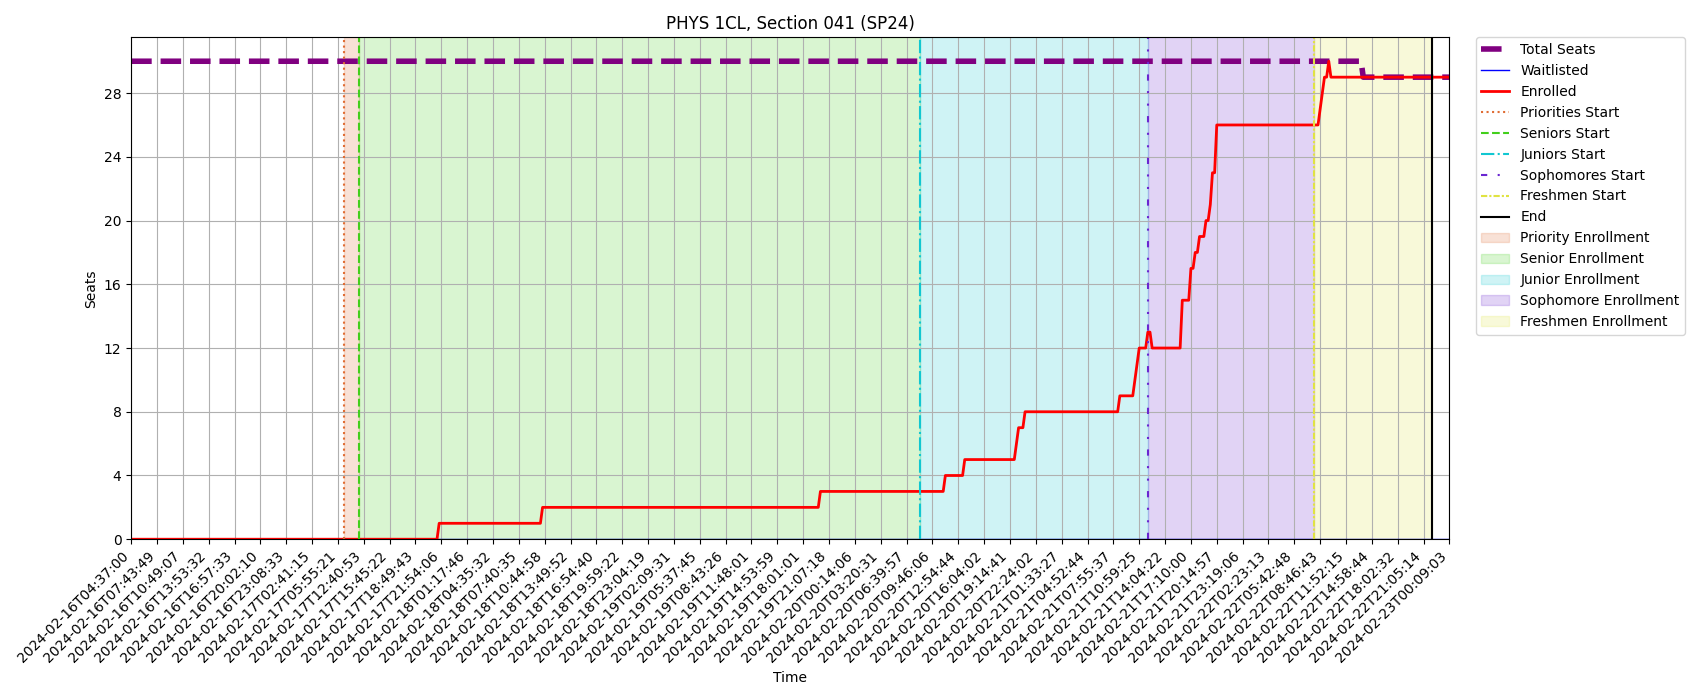 PHYS 1CL, Section 041 (SP24)
Seats
28
24
20
16
12
8
4
0
2024-02-16T04:37:00
2024-02-16T07:43:49
2024-02-16T10:49:07
2024-02-16T13:53:32
2024-02-16T16:57:33
2024-02-16T20:02:10
2024-02-16T23:08:33
2024-02-17T02:41:15
2024-02-17T05:55:21
2024-02-17T12:40:53
2024-02-17T15:45:22
2024-02-17T18:49:43
2024-02-17T21:54:06
2024-02-18T01:17:46
2024-02-18T04:35:32
2024-02-18T07:40:35
2024-02-18T10:44:58
2024-02-18T13:49:52
2024-02-18T16:54:40
2024-02-18T19:59:22
2024-02-18T23:04:19
2024-02-19T02:09:31
2024-02-19T05:37:45
2024-02-19T08:43:26
2024-02-19T11:48:01
2024-02-19T14:53:59
2024-02-19T18:01:01
2024-02-19T21:07:18
2024-02-20T00:14:06
2024-02-20T03:20:31
2024-02-20T06:39:57
2024-02-20T09:46:06
2024-02-20T12:54:44
2024-02-20T16:04:02
2024-02-20T19:14:41
2024-02-20T22:24:02
2024-02-21T01:33:27
2024-02-21T04:52:44
2024-02-21T07:55:37
2024-02-21T10:59:25
2024-02-21T14:04:22
2024-02-21T17:10:00
2024-02-21T20:14:57
2024-02-21T23:19:06
2024-02-22T02:23:13
2024-02-22T05:42:48
2024-02-22T08:46:43
2024-02-22T11:52:15
2024-02-22T14:58:44
2024-02-22T18:02:32
2024-02-22T21:05:14
2024-02-23T00:09:03
Time
Total Seats
Waitlisted
Enrolled
Priorities Start
Seniors Start
Juniors Start
Sophomores Start
Freshmen Start
End
Priority Enrollment
Senior Enrollment
Junior Enrollment
Sophomore Enrollment
Freshmen Enrollment